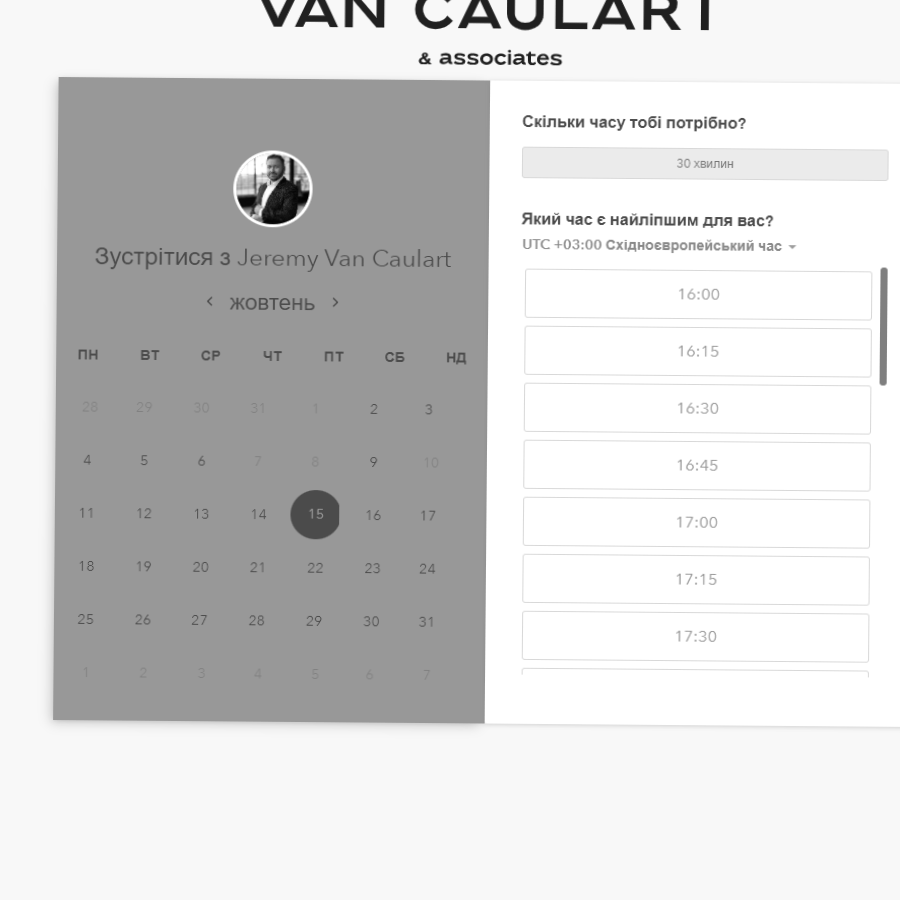 VAN CAULART
& associates
Зустрітися з Jeremy Van Caulart
жовтень
ПН ВТ СР ЧТ ПТ СБ НД
28 29 30 31 1 2 3
4 5 6 7 8 9 10
11 12 13 14 15 16 17
18 19 20 21 22 23 24
25 26 27 28 29 30 31
1 2 3 4 5 6 7
Скільки часу тобі потрібно?
30 хвилин
Який час є найліпшим для вас?
UTC +03:00 Східноєвропейський час
16:00
16:15
16:30
16:45
17:00
17:15
17:30